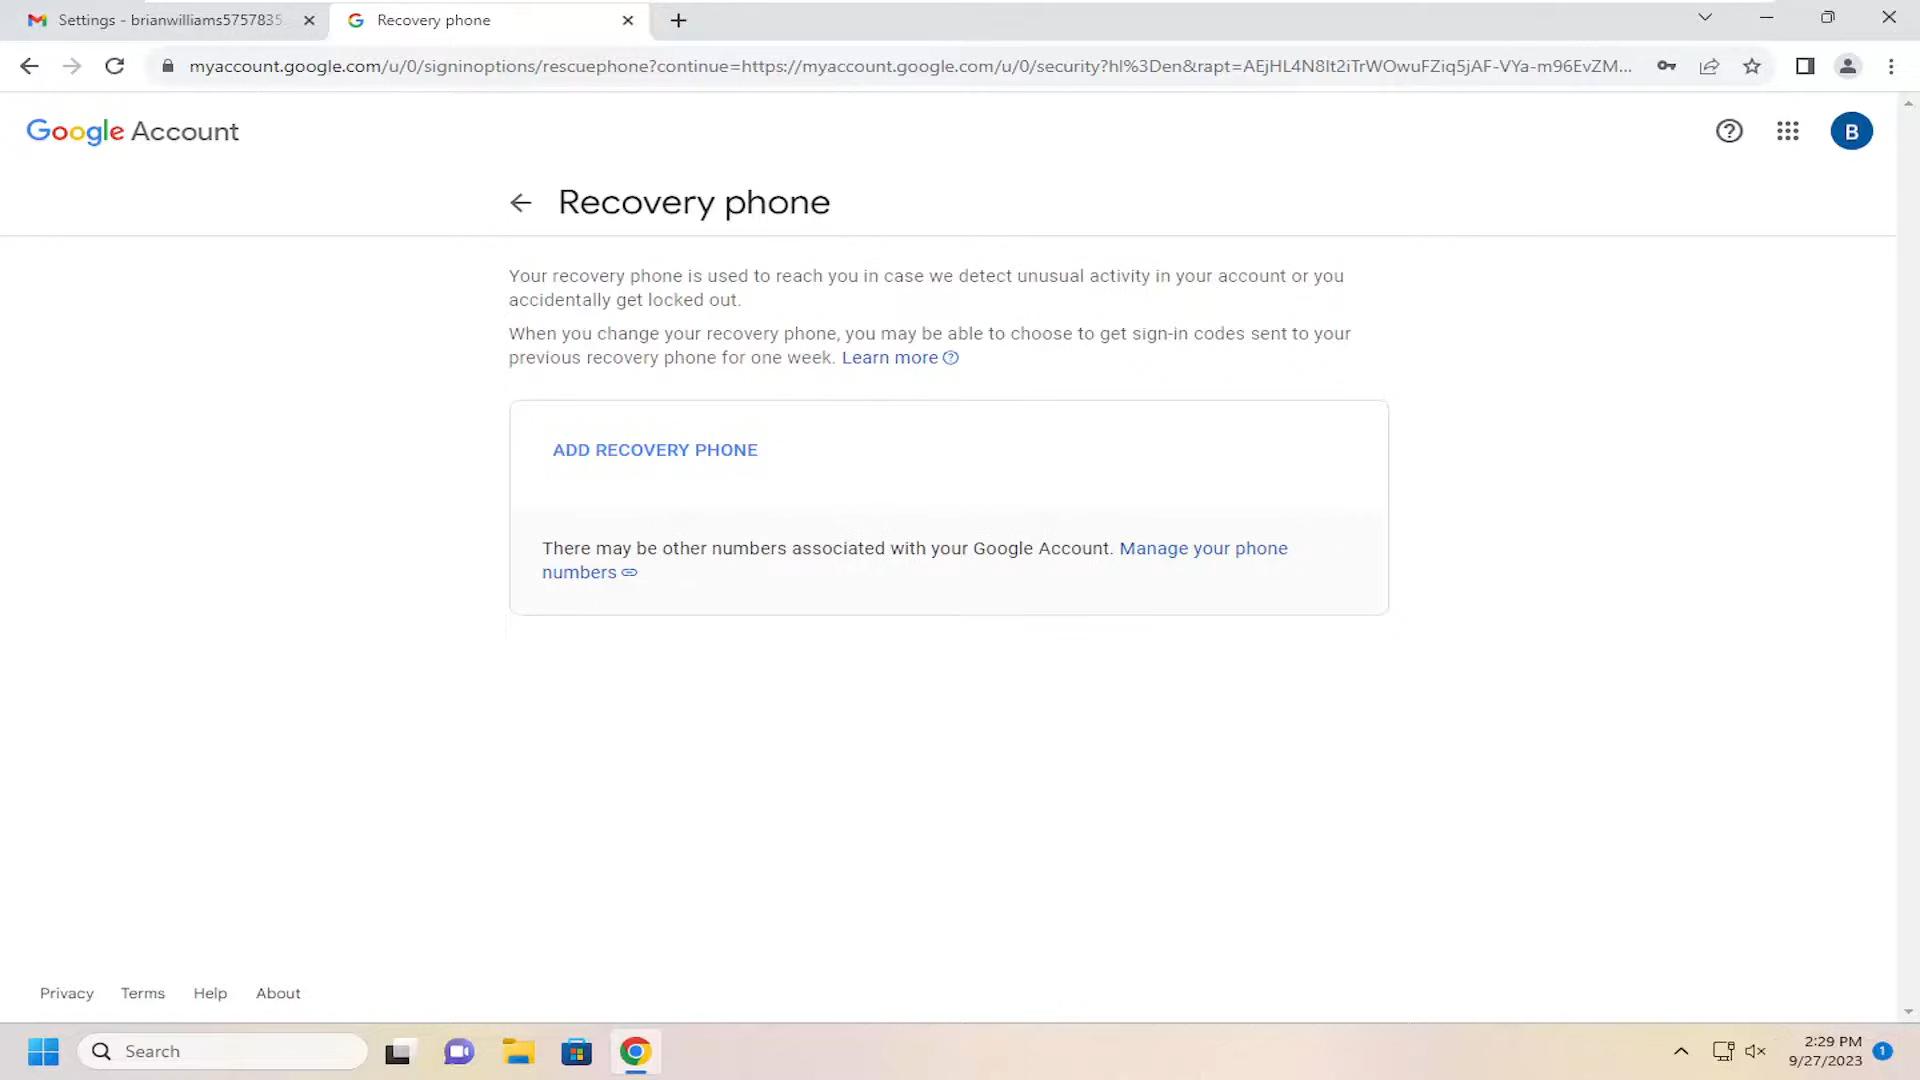 Settings - brianwilliams5757835
Recovery phone
myaccount.google.com/u/0/signinoptions/rescuephone?continue=https://myaccount.google.com/u/0/security?hl%3Den&rapt=AEjHL4N8It2iTrWOwuFZiq5jAF-VYa-m96EvZM...
Google Account
B
Recovery phone
Your recovery phone is used to reach you in case we detect unusual activity in your account or you
accidentally get locked out.
When you change your recovery phone, you may be able to choose to get sign-in codes sent to your
previous recovery phone for one week. Learn more
ADD RECOVERY PHONE
There may be other numbers associated with your Google Account. Manage your phone
numbers
Privacy Terms Help About
Search
2:29 PM
9/27/2023
1